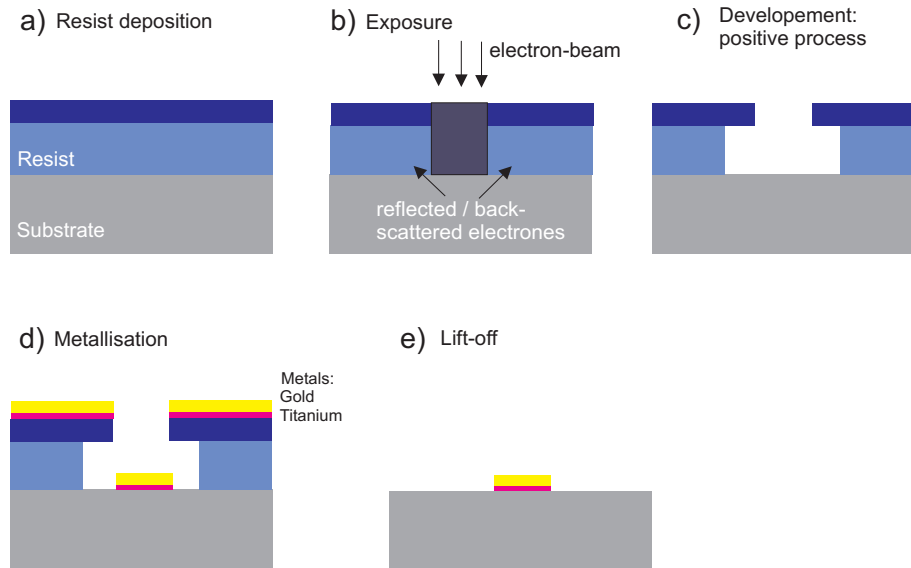 a) Resist deposition
Resist
Substrate
b) Exposure
electron-beam
reflected / back-
scattered electrones
c) Developement:
positive process
d) Metallisation
Metals:
Gold
Titanium
e) Lift-off